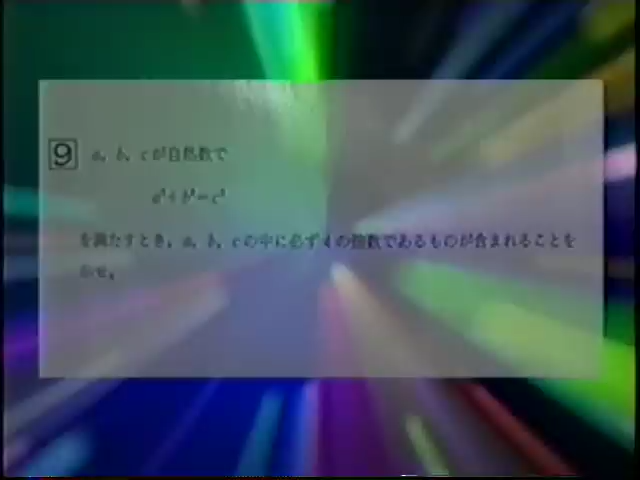 9 a, b, cが自然数で
a²+b²=c²
を満たすとき, a, b, cの中に必ず4の倍数であるものが含まれることを
示せ。